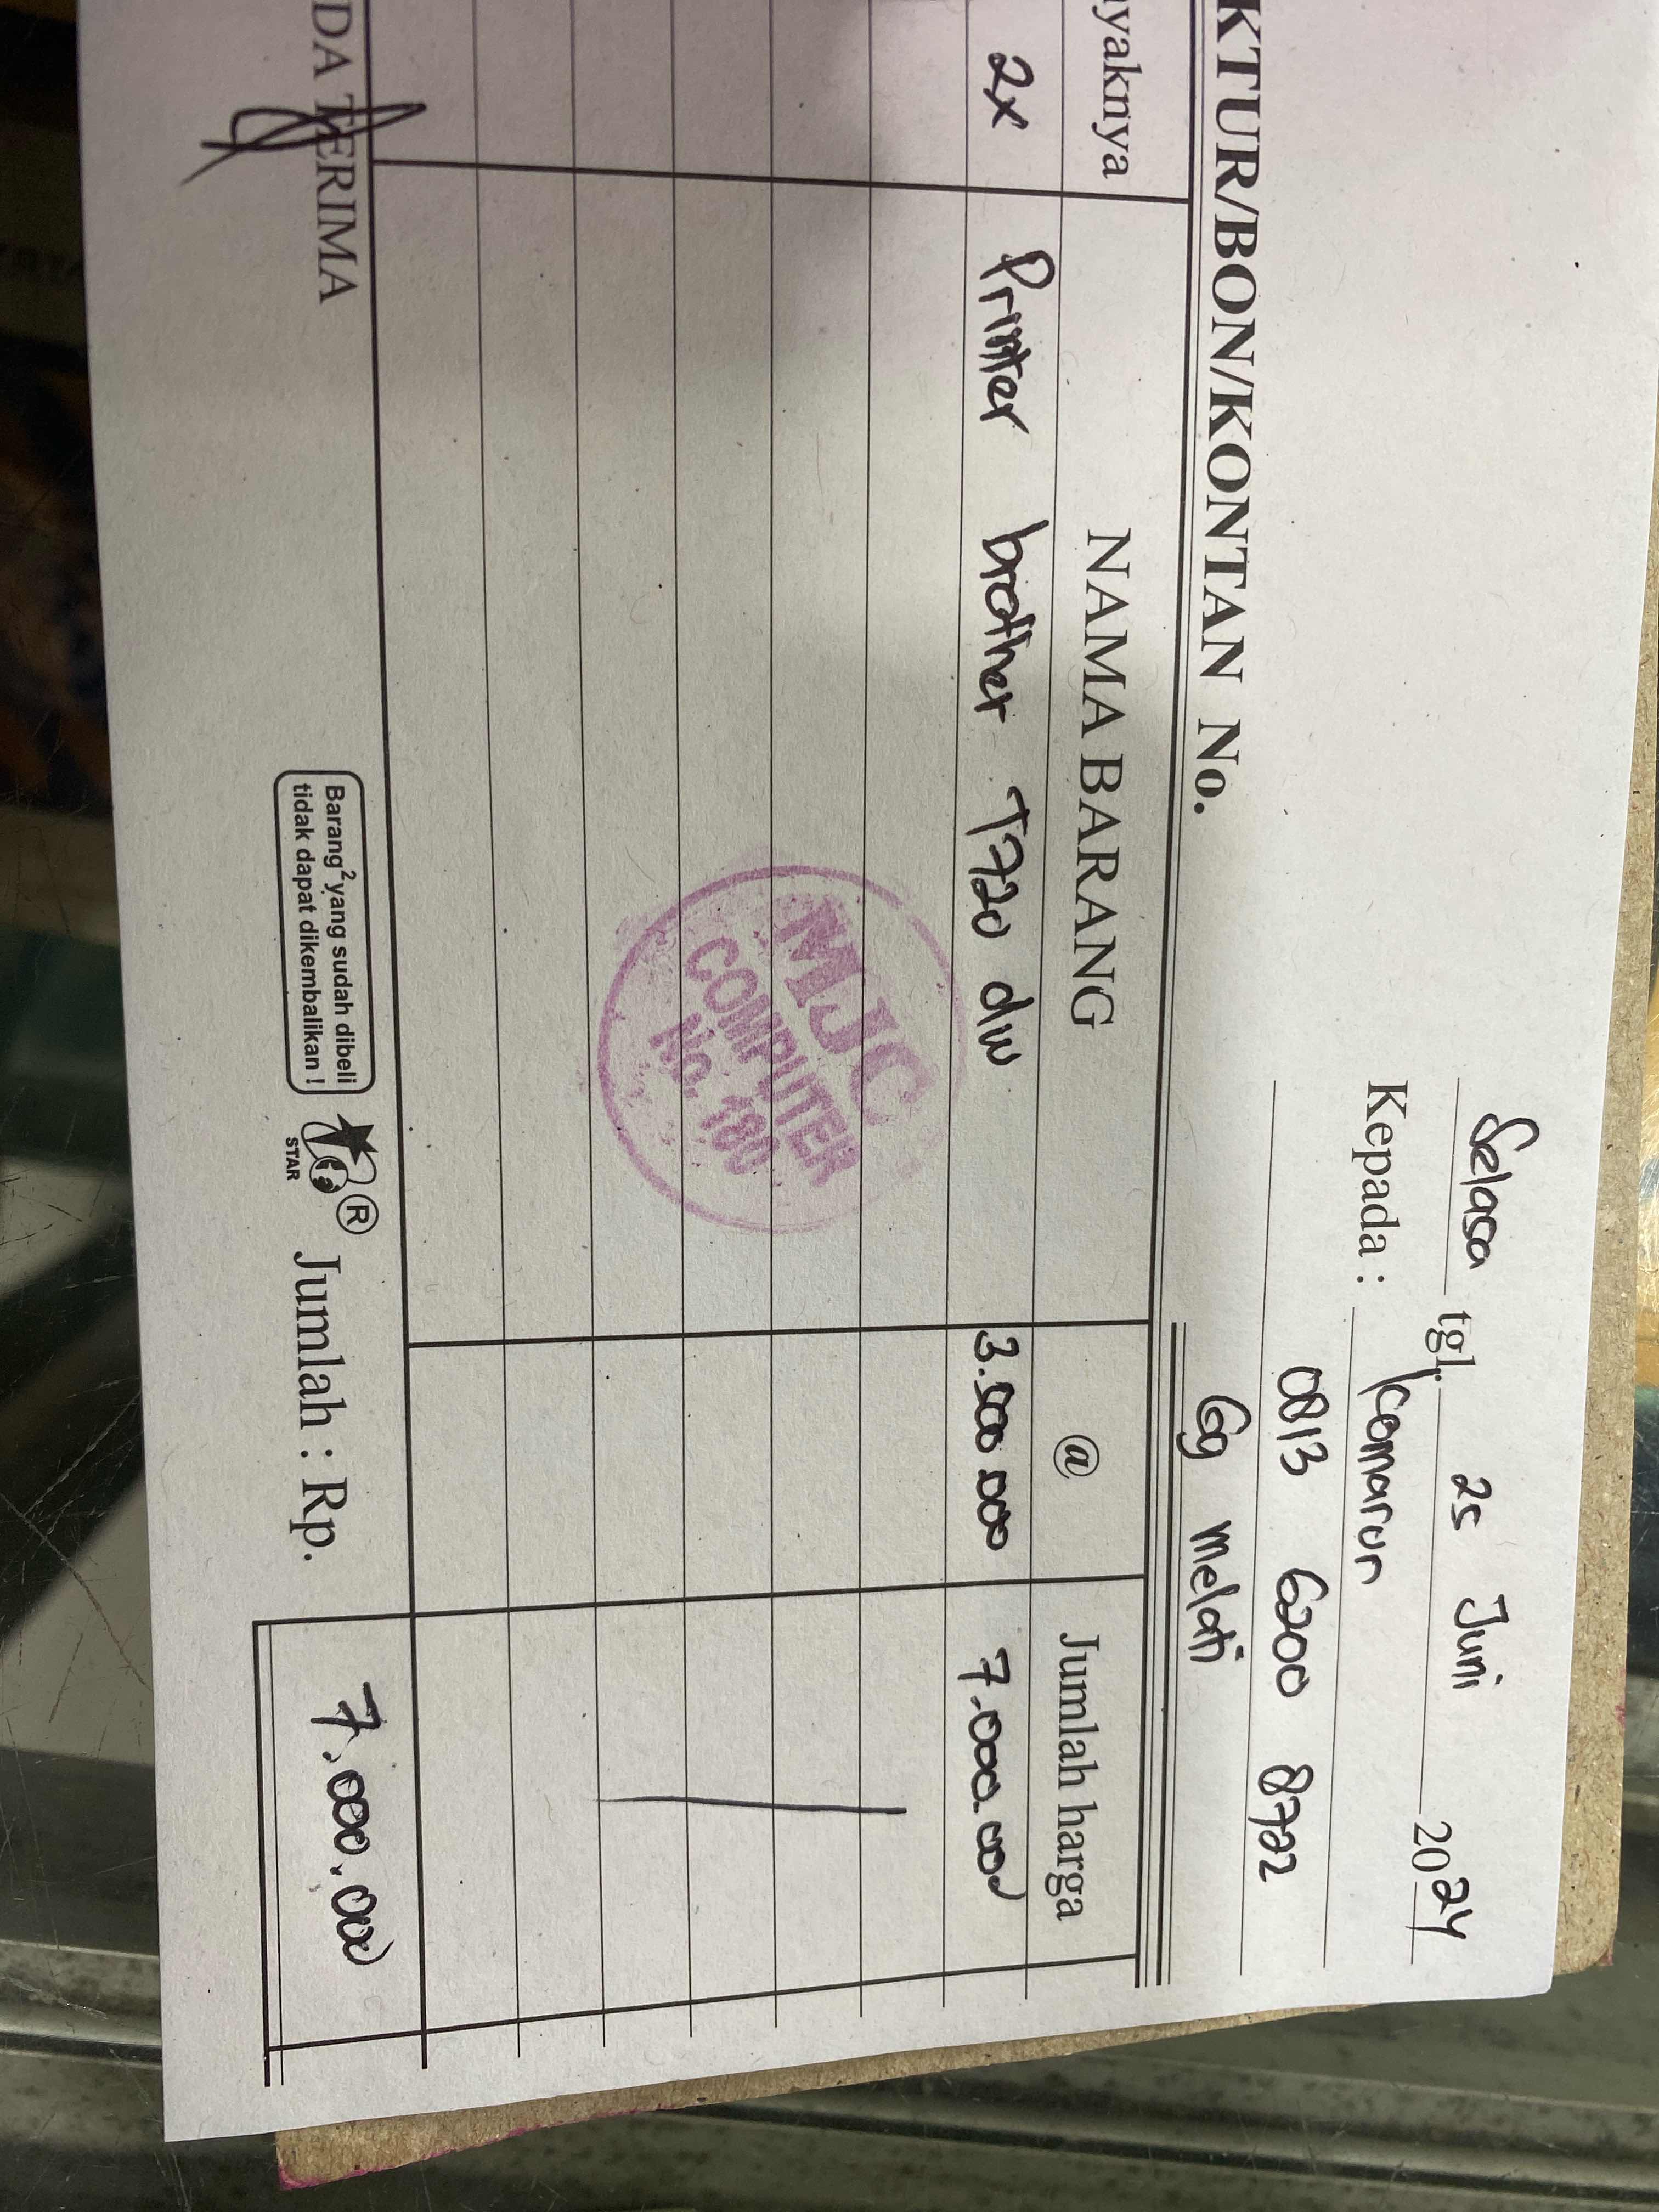 Selasa tgl. 25 Juni 2024
Kepada : Komarun
0813 6200 8722
Gg melati
KTUR/BON/KONTAN No.
yaknya NAMA BARANG @ Jumlah harga
2x Printer brother T720 dw 3.500.000 7.000.000
MJC
COMPUTER
No. 180
DA TERIMA
Barang2 yang sudah dibeli
tidak dapat dikembalikan !
STAR
R
Jumlah : Rp. 7.000.000